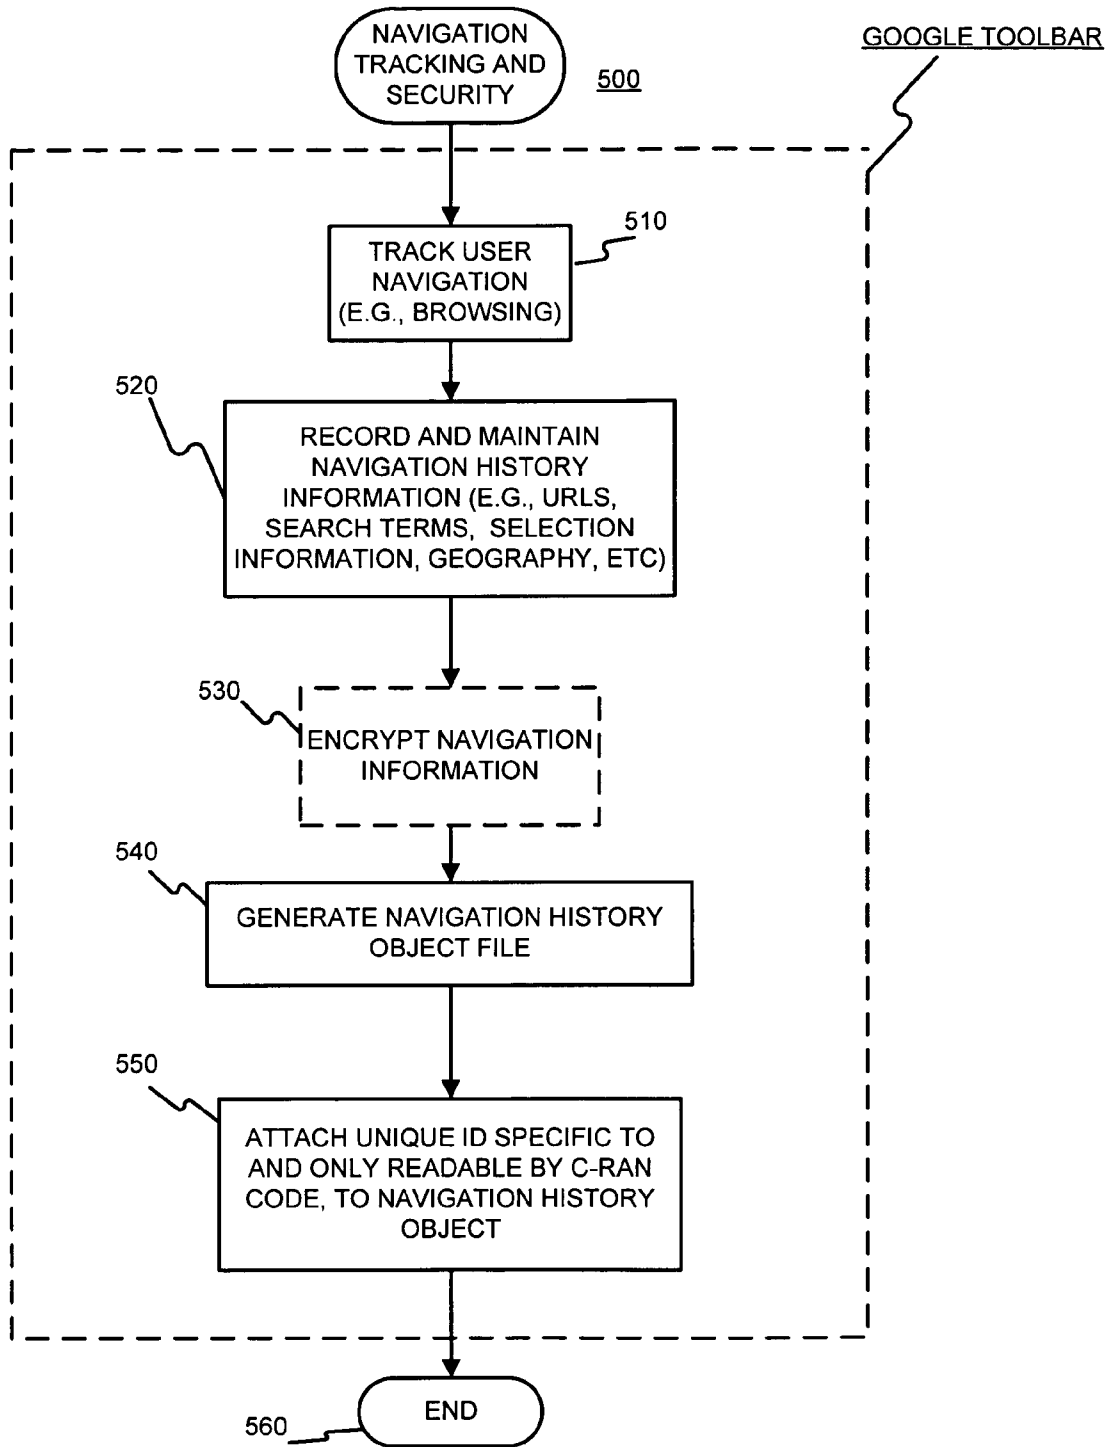 NAVIGATION
TRACKING AND
SECURITY
500
GOOGLE TOOLBAR
510
TRACK USER
NAVIGATION
(E.G., BROWSING)
520
RECORD AND MAINTAIN
NAVIGATION HISTORY
INFORMATION (E.G., URLS,
SEARCH TERMS, SELECTION
INFORMATION, GEOGRAPHY, ETC)
530
ENCRYPT NAVIGATION
INFORMATION
540
GENERATE NAVIGATION HISTORY
OBJECT FILE
550
ATTACH UNIQUE ID SPECIFIC TO
AND ONLY READABLE BY C-RAN
CODE, TO NAVIGATION HISTORY
OBJECT
END
560